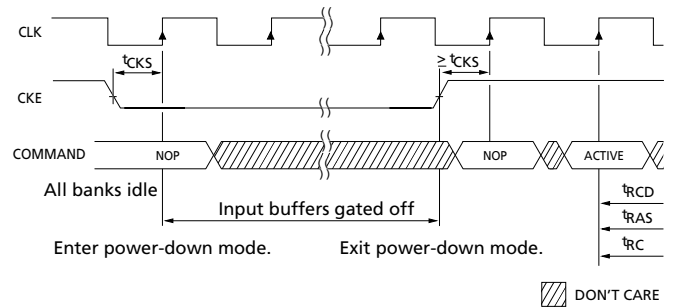 CLK
tCKS
≥ tCKS
CKE
COMMAND
NOP
NOP
ACTIVE
All banks idle
Input buffers gated off
tRCD
tRAS
tRC
Enter power-down mode.
Exit power-down mode.
DON'T CARE